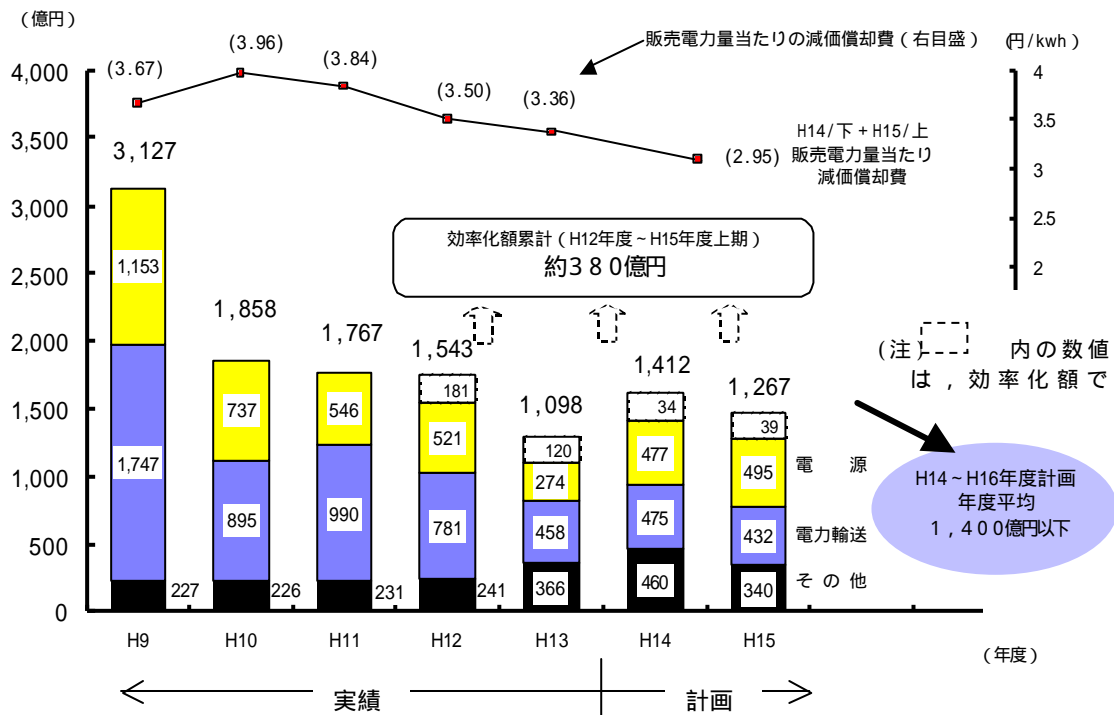 （億円）
販売電力量当たりの減価償却費（右目盛）
(円/kwh)
(3.67)
(3.96)
(3.84)
(3.50)
(3.36)
(2.95)
H14/下 + H15/上
販売電力量当たり
減価償却費
4,000
3,500
3,000
2,500
2,000
1,500
1,000
500
0
4
3.5
3
2.5
2
効率化額累計（H12年度～H15年度上期）
約３８０億円
3,127
1,858
1,767
1,543
1,098
1,412
1,267
1,153
1,747
227
737
895
226
546
990
231
181
521
781
241
120
274
458
366
34
477
475
460
39
495
432
340
電 源
電力輸送
その他
(注) 内の数値
は，効率化額で
H14～H16年度計画
年度平均
１，４００億円以下
H9 H10 H11 H12 H13 H14 H15
（年度）
実績 計画